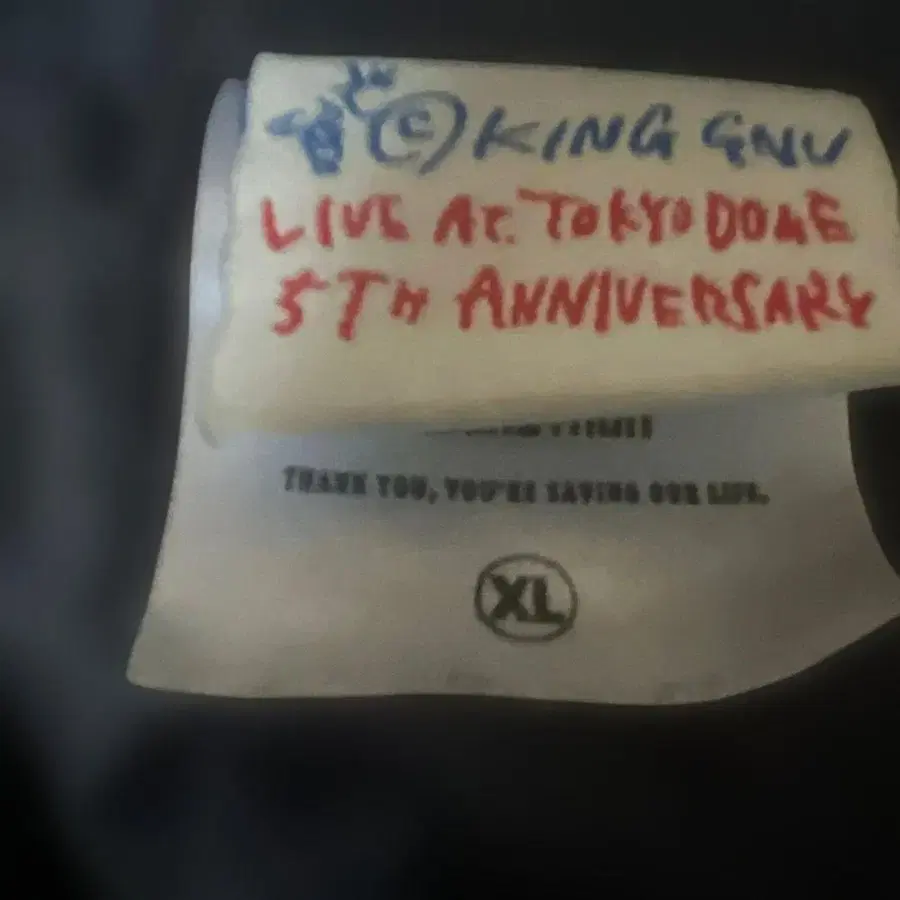 © KING GNU
LIVE AT. TOKYO DOME
5TH ANNIVERSARY
THANK YOU, YOU'RE SAVING OUR LIFE.
XL